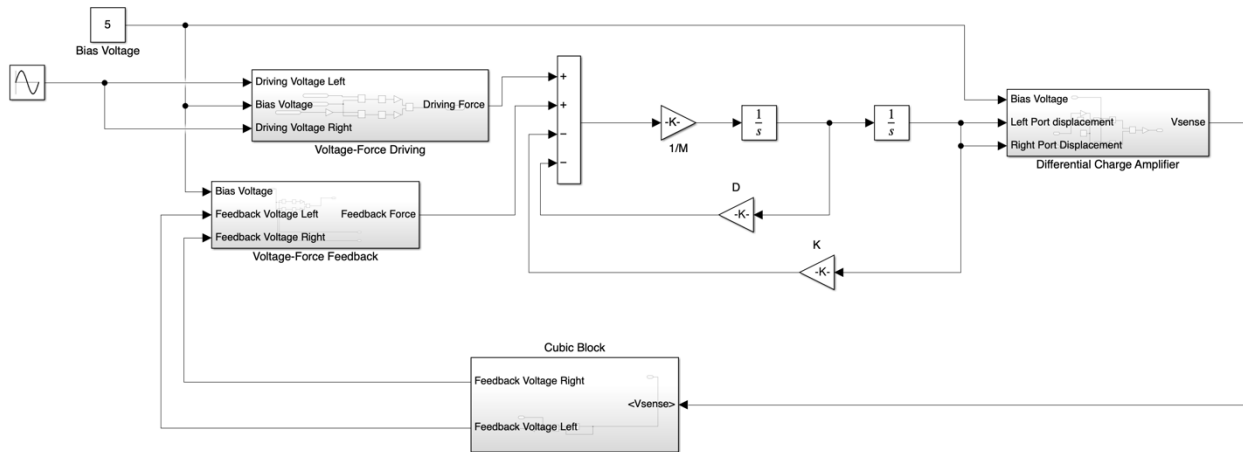 5
Bias Voltage
Driving Voltage Left
Bias Voltage
Driving Voltage Right
Driving Force
Voltage-Force Driving
Bias Voltage
Feedback Voltage Left
Feedback Voltage Right
Feedback Force
Voltage-Force Feedback
+
+
−
−
-K-
1/M
1
s
1
s
D
-K-
K
-K-
Bias Voltage
Left Port displacement
Right Port Displacement
Vsense
Differential Charge Amplifier
Cubic Block
Feedback Voltage Right
<Vsense>
Feedback Voltage Left